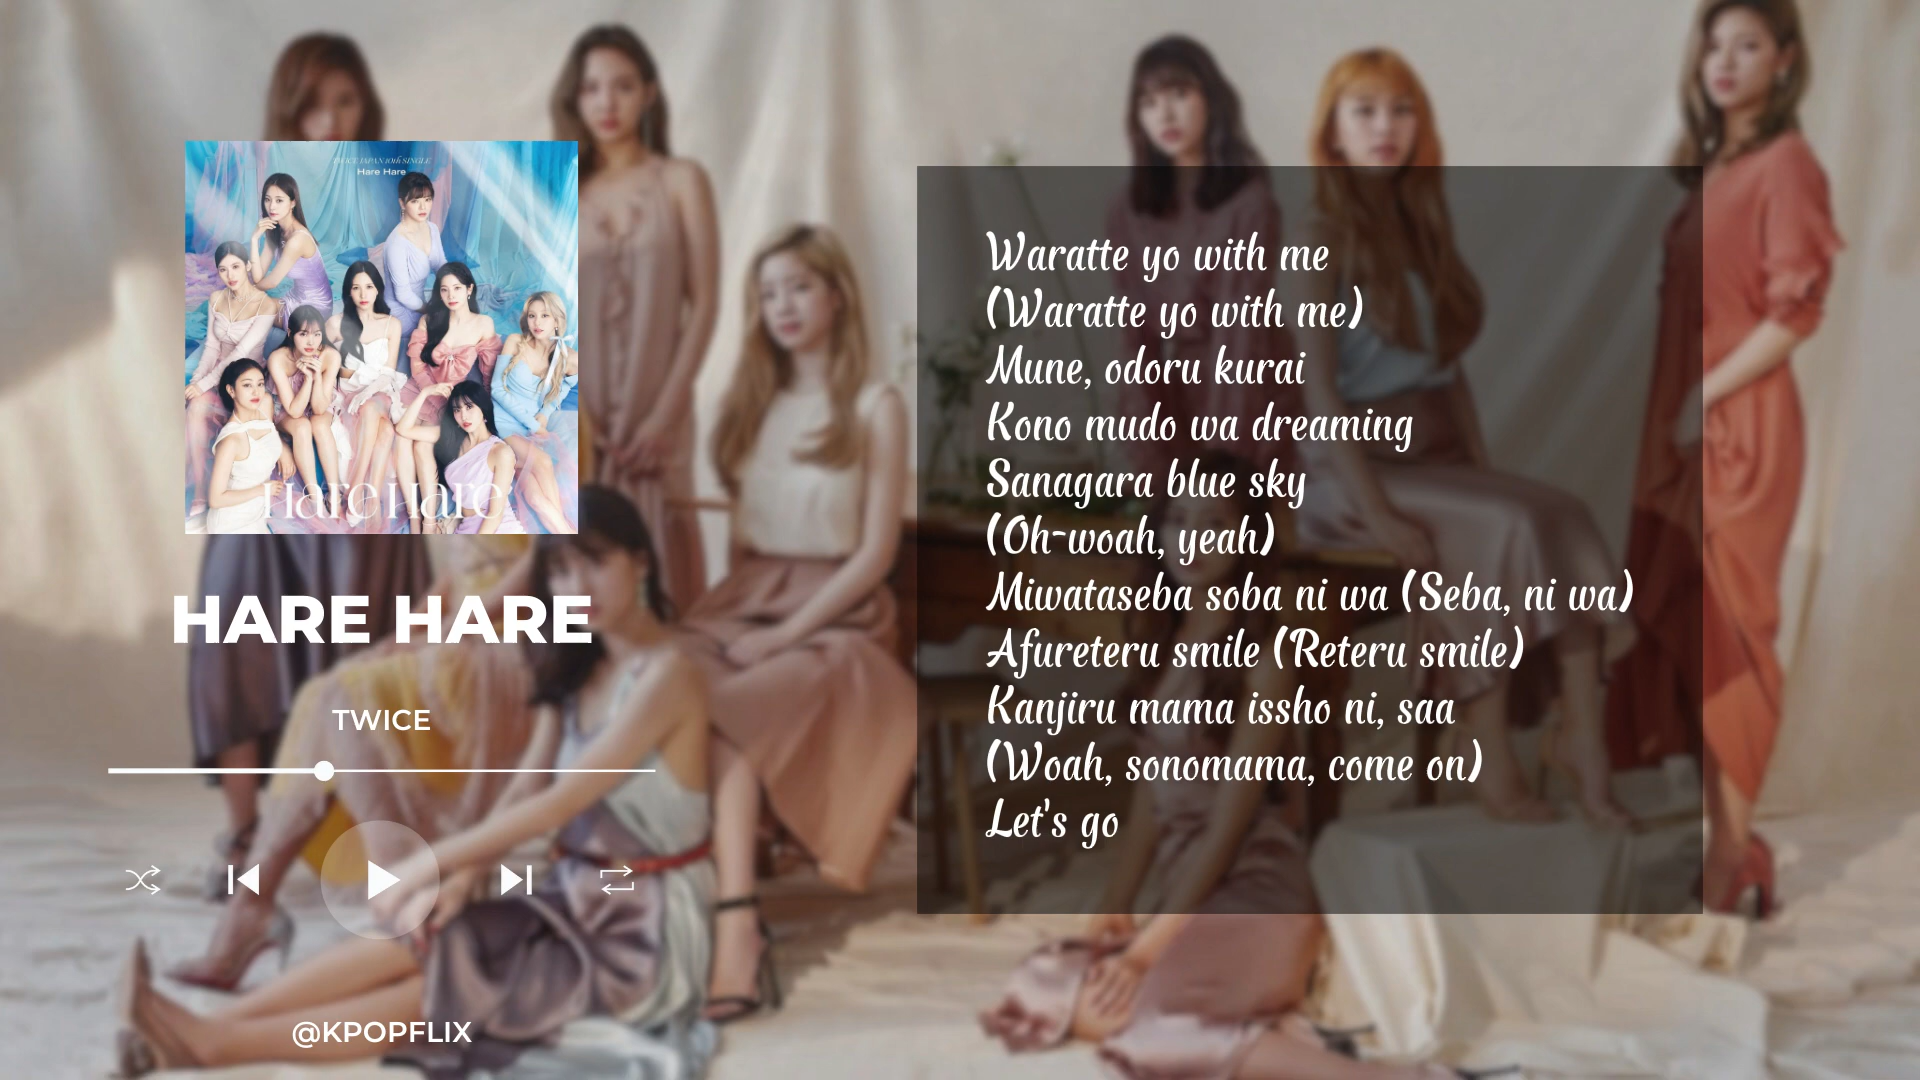 TWICE JAPAN 10th SINGLE
Hare Hare
Hare Hare
HARE HARE
TWICE
@KPOPFLIX
Waratte yo with me
(Waratte yo with me)
Mune, odoru kurai
Kono mudo wa dreaming
Sanagara blue sky
(Oh-woah, yeah)
Miwataseba soba ni wa (Seba, ni wa)
Afureteru smile (Reteru smile)
Kanjiru mama issho ni, saa
(Woah, sonomama, come on)
Let's go